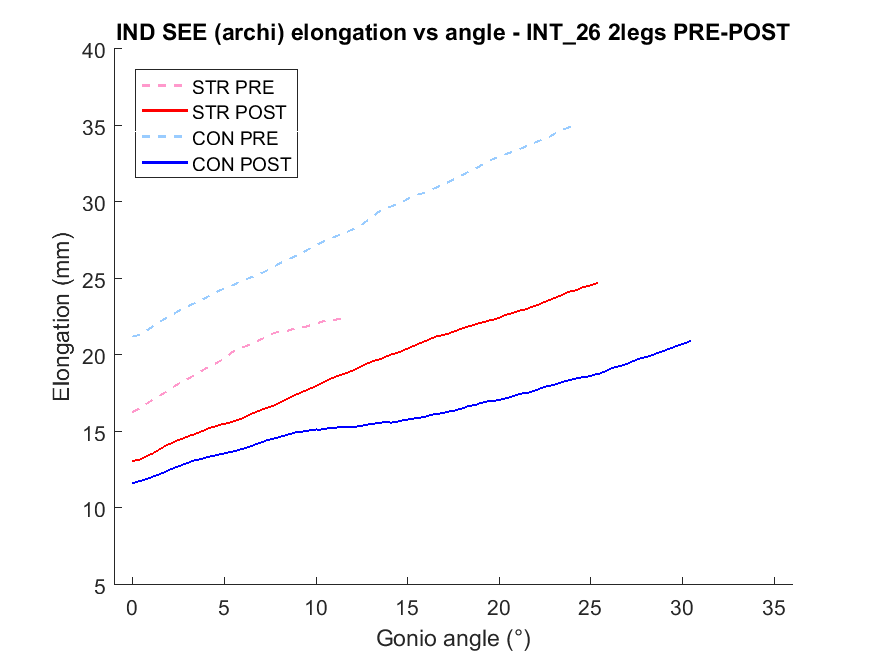 IND SEE (archi) elongation vs angle - INT_26 2legs PRE-POST
40
35
30
25
20
15
10
5
Elongation (mm)
STR PRE
STR POST
CON PRE
CON POST
0 5 10 15 20 25 30 35
Gonio angle (°)